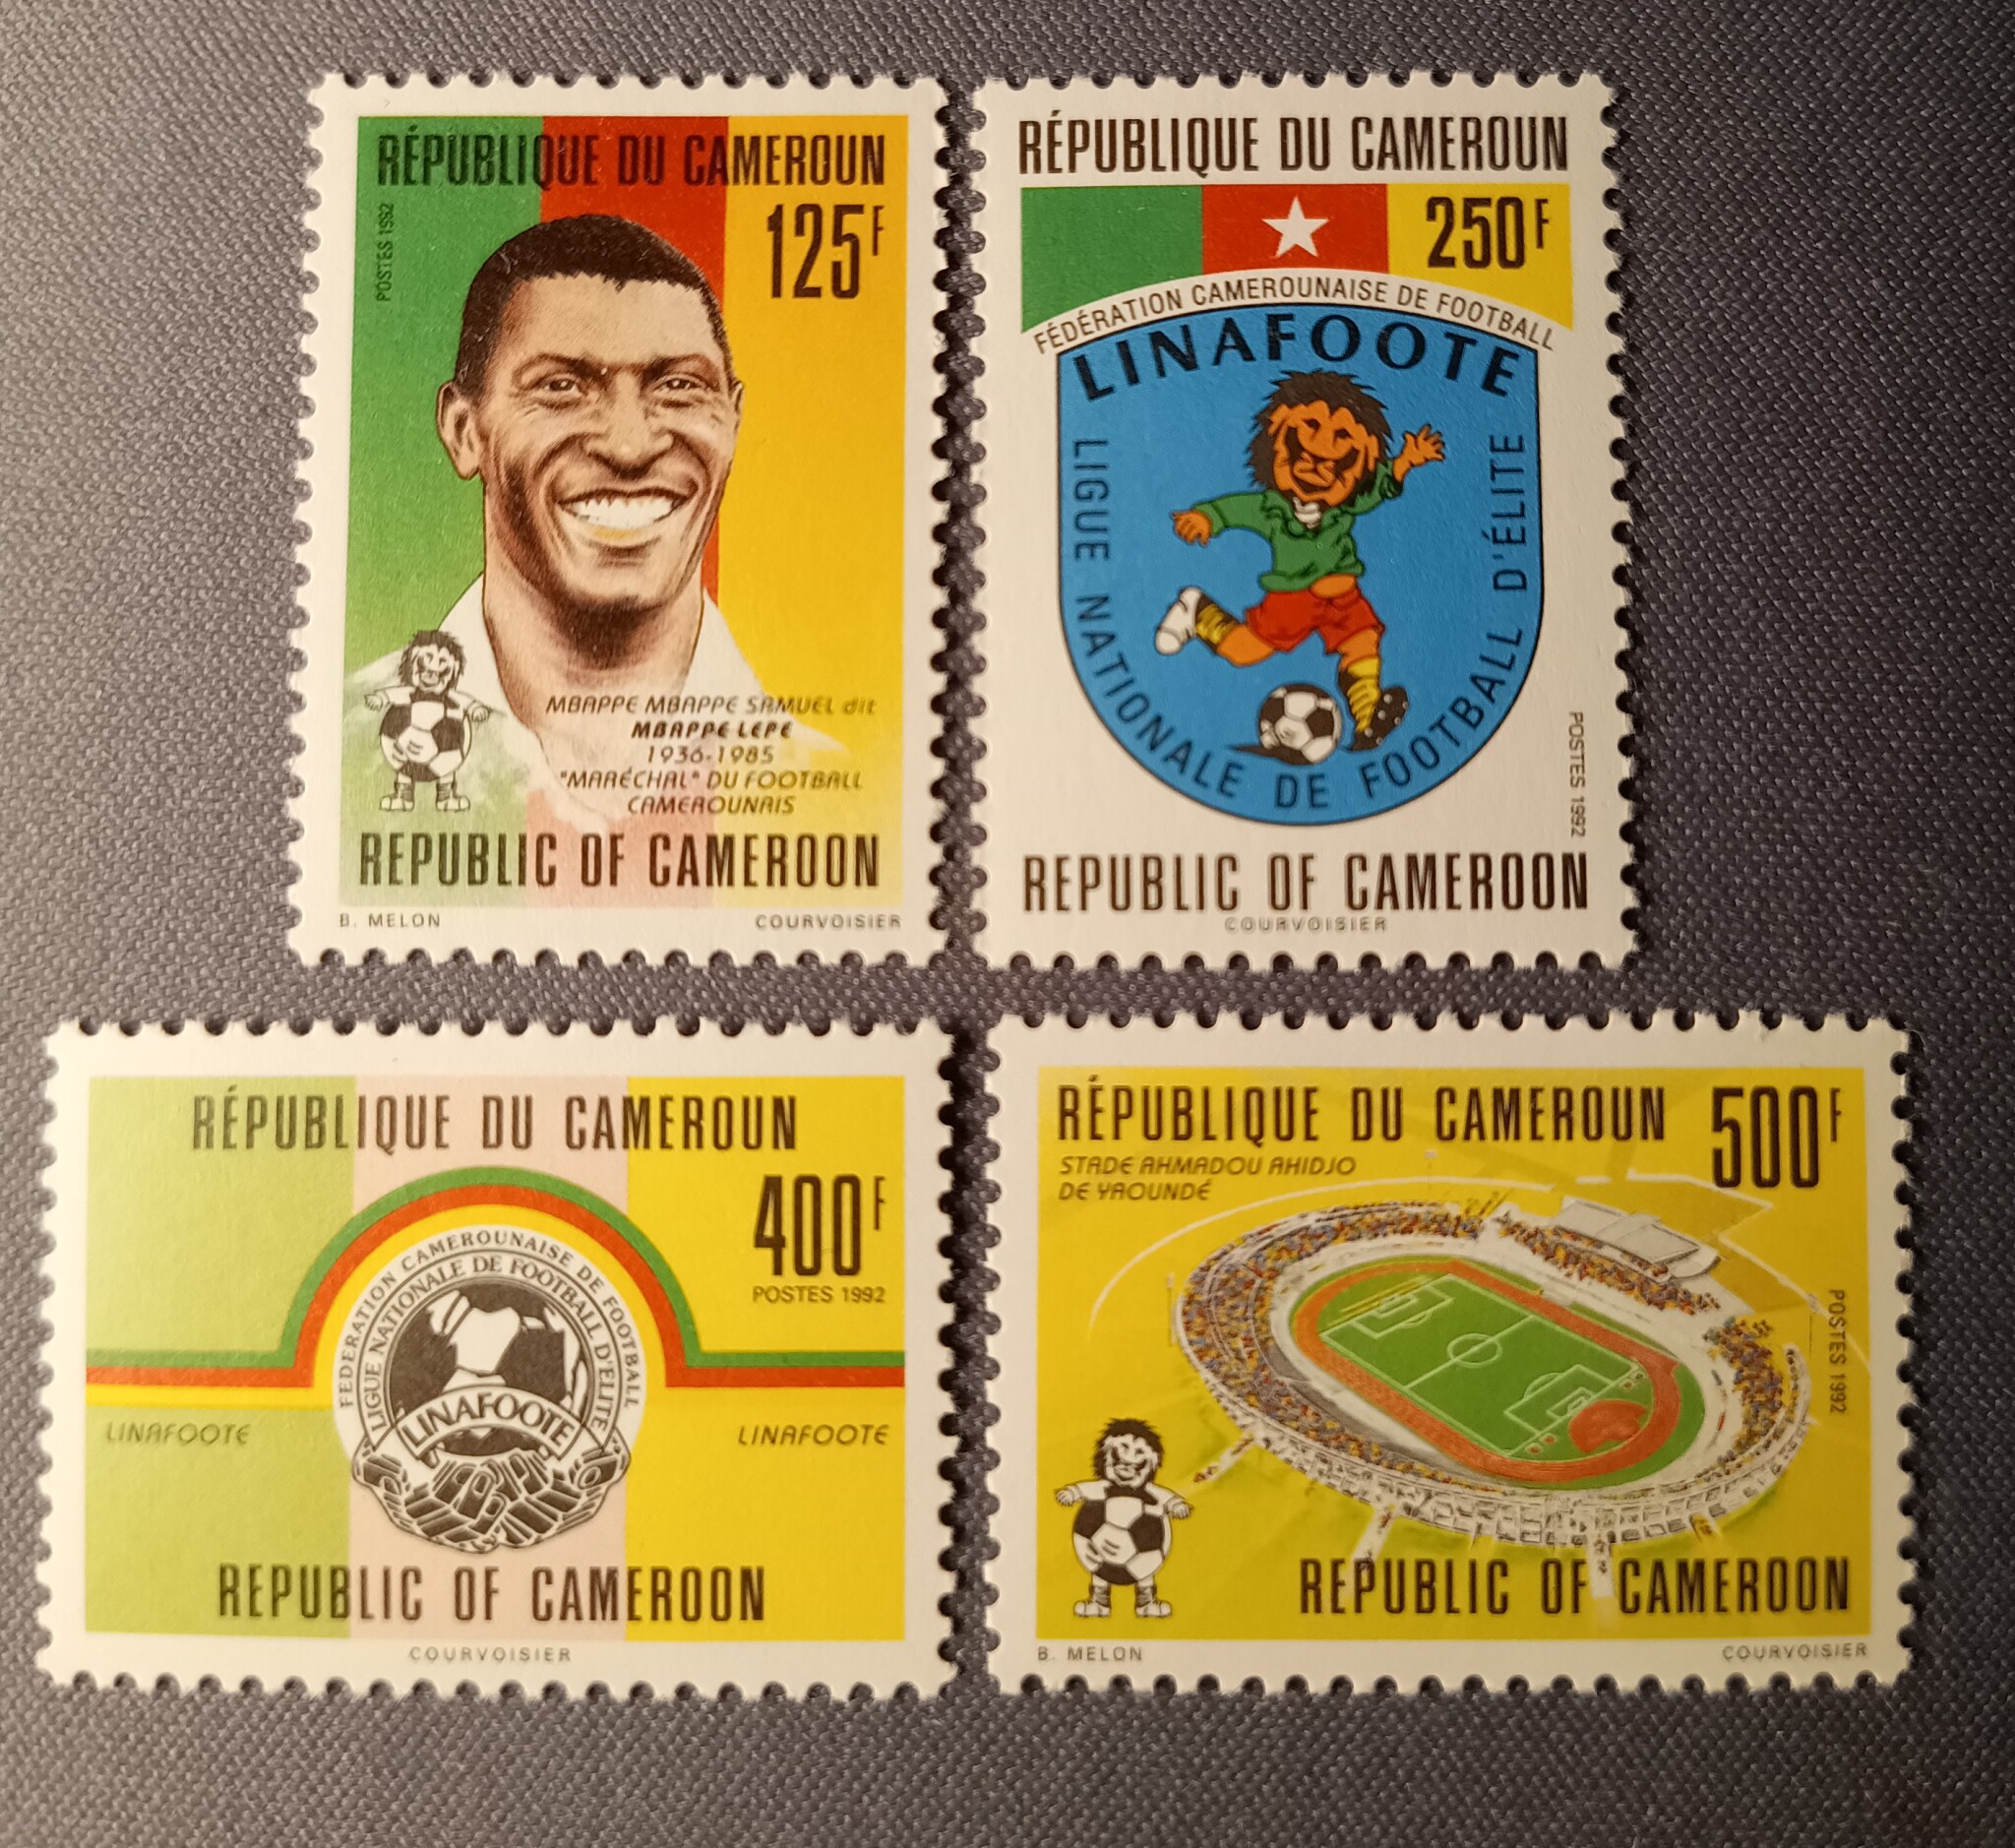 RÉPUBLIQUE DU CAMEROUN
125F
POSTES 1992
MBAPPE MBAPPE SAMUEL dit
MBAPPE LEPE
1936-1985
"MARÉCHAL" DU FOOTBALL
CAMEROUNAIS
REPUBLIC OF CAMEROON
B. MELON
COURVOISIER
RÉPUBLIQUE DU CAMEROUN
250F
FÉDÉRATION CAMEROUNAISE DE FOOTBALL
LINAFOOTE
LIGUE NATIONALE DE FOOTBALL D'ÉLITE
POSTES 1992
REPUBLIC OF CAMEROON
COURVOISIER
RÉPUBLIQUE DU CAMEROUN
400F
POSTES 1992
FEDERATION CAMEROUNAISE DE FOOTBALL
LIGUE NATIONALE DE FOOTBALL D'ELITE
LINAFOOTE
LINAFOOTE
LINAFOOTE
REPUBLIC OF CAMEROON
COURVOISIER
RÉPUBLIQUE DU CAMEROUN
500F
STADE AHMADOU AHIDJO
DE YAOUNDÉ
POSTES 1992
REPUBLIC OF CAMEROON
B. MELON
COURVOISIER